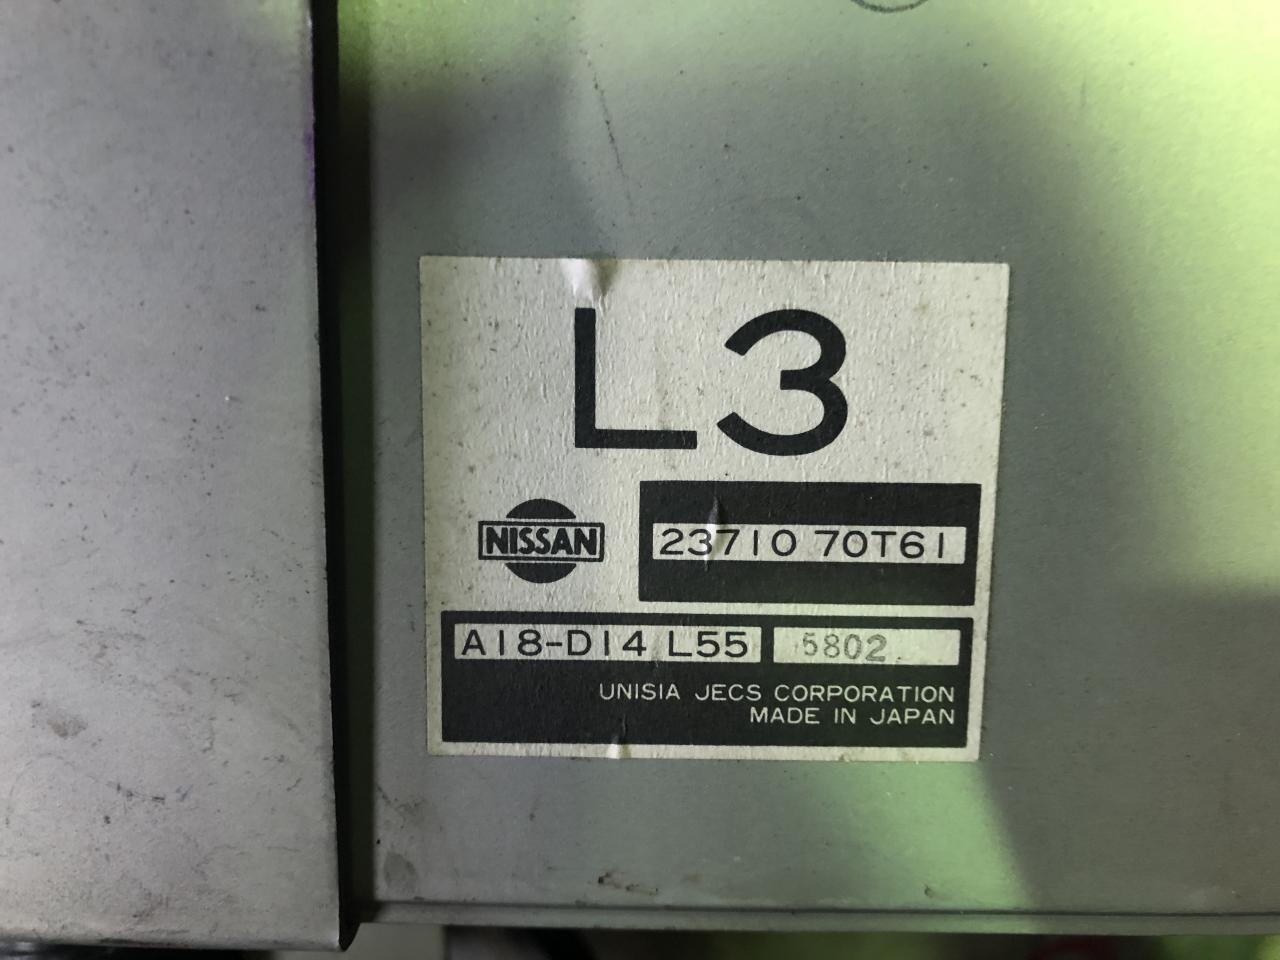 L3
NISSAN
23710 70T61
A18-D14 L55
5802
UNISIA JECS CORPORATION
MADE IN JAPAN